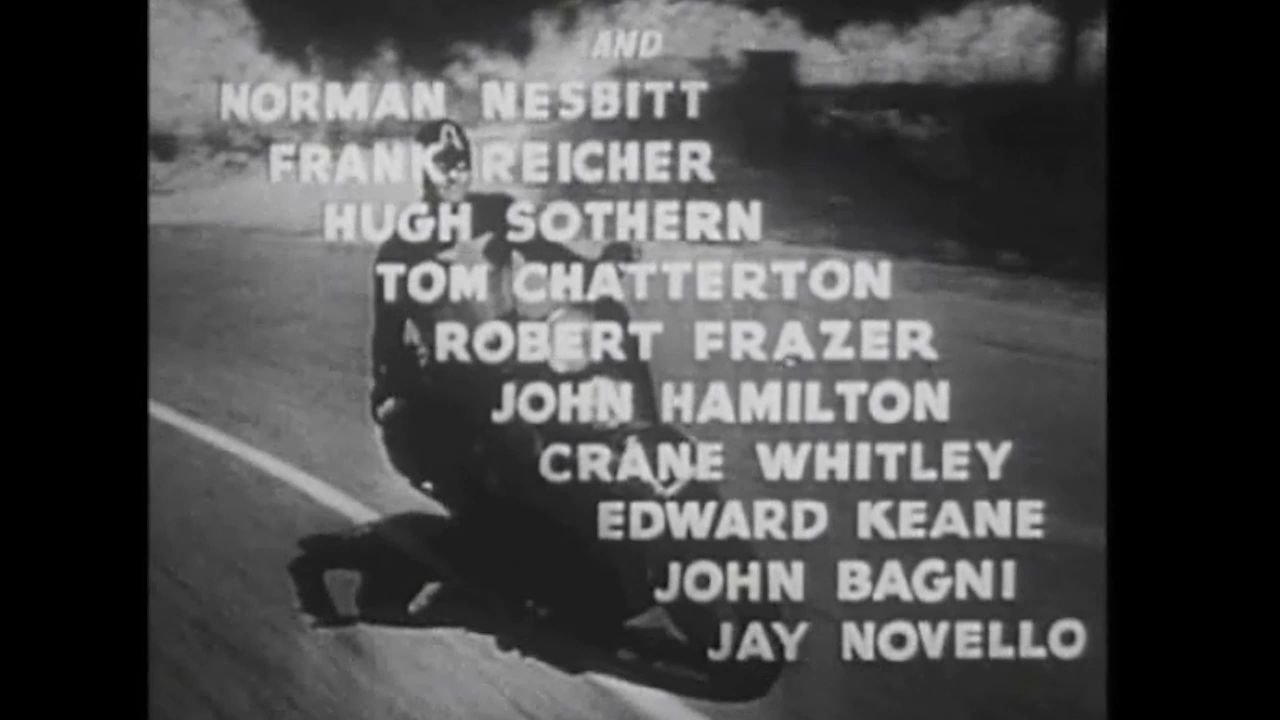 AND
NORMAN NESBITT
FRANK REICHER
HUGH SOTHERN
TOM CHATTERTON
ROBERT FRAZER
JOHN HAMILTON
CRANE WHITLEY
EDWARD KEANE
JOHN BAGNI
JAY NOVELLO